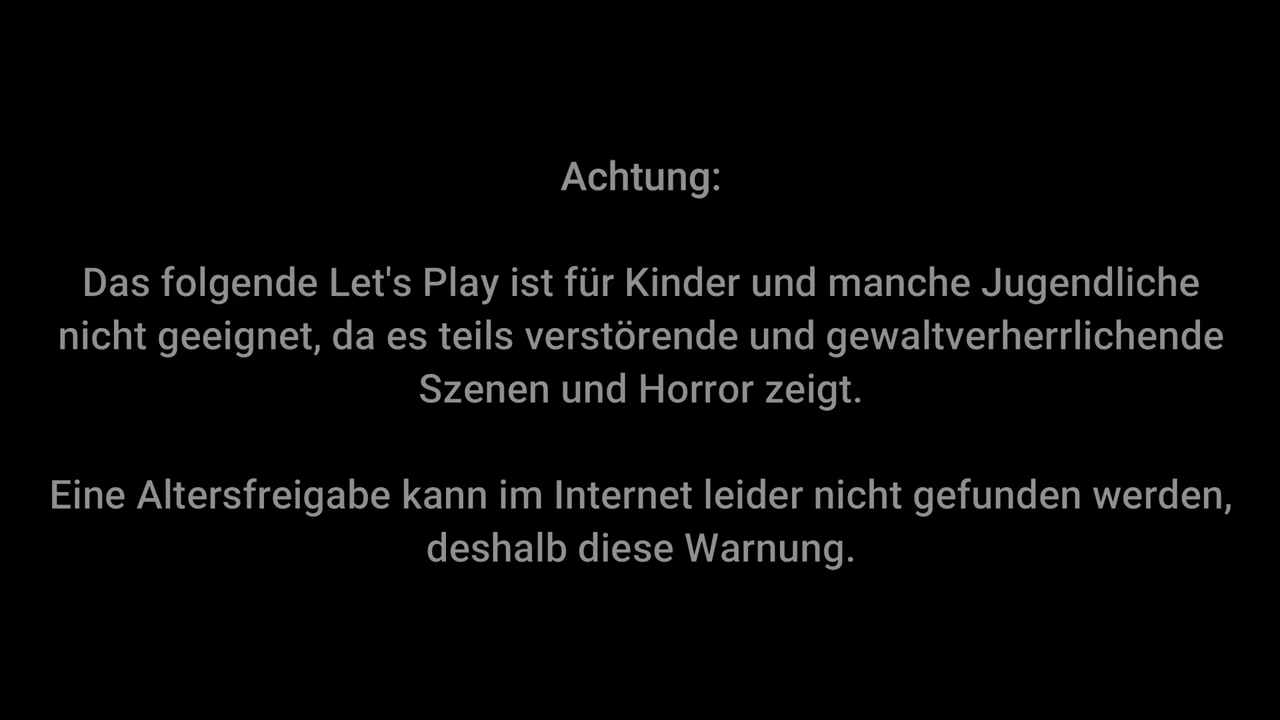 Achtung:
Das folgende Let's Play ist für Kinder und manche Jugendliche
nicht geeignet, da es teils verstörende und gewaltverherrlichende
Szenen und Horror zeigt.
Eine Altersfreigabe kann im Internet leider nicht gefunden werden,
deshalb diese Warnung.